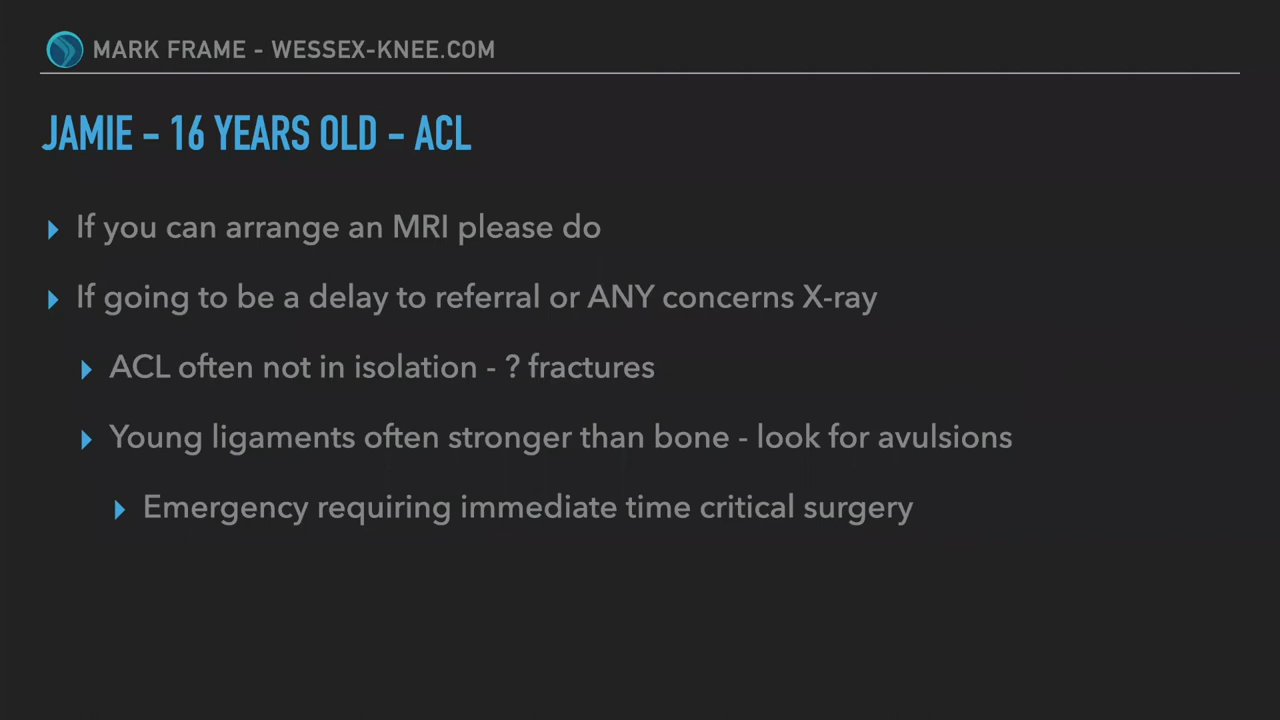 MARK FRAME - WESSEX-KNEE.COM
JAMIE – 16 YEARS OLD – ACL
If you can arrange an MRI please do
If going to be a delay to referral or ANY concerns X-ray
ACL often not in isolation - ? fractures
Young ligaments often stronger than bone - look for avulsions
Emergency requiring immediate time critical surgery